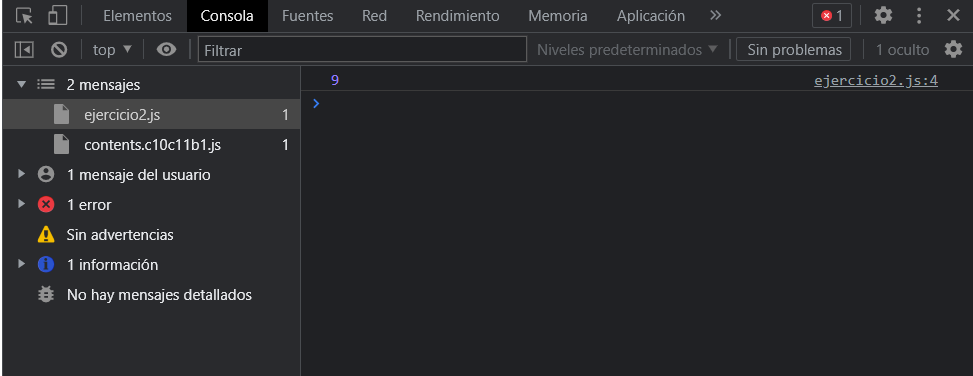 Elementos Consola Fuentes Red Rendimiento Memoria Aplicación » 1
top Filtrar Niveles predeterminados Sin problemas 1 oculto
2 mensajes
9 ejercicio2.js:4
ejercicio2.js 1
contents.c10c11b1.js 1
1 mensaje del usuario
1 error
Sin advertencias
1 información
No hay mensajes detallados